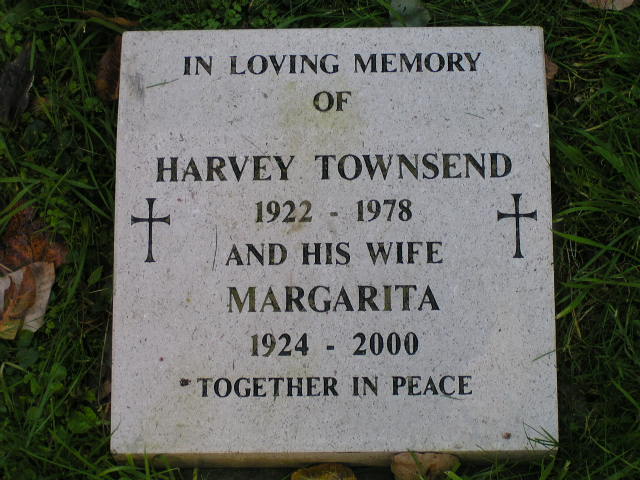 IN LOVING MEMORY
OF
HARVEY TOWNSEND
1922 - 1978
AND HIS WIFE
MARGARITA
1924 - 2000
TOGETHER IN PEACE